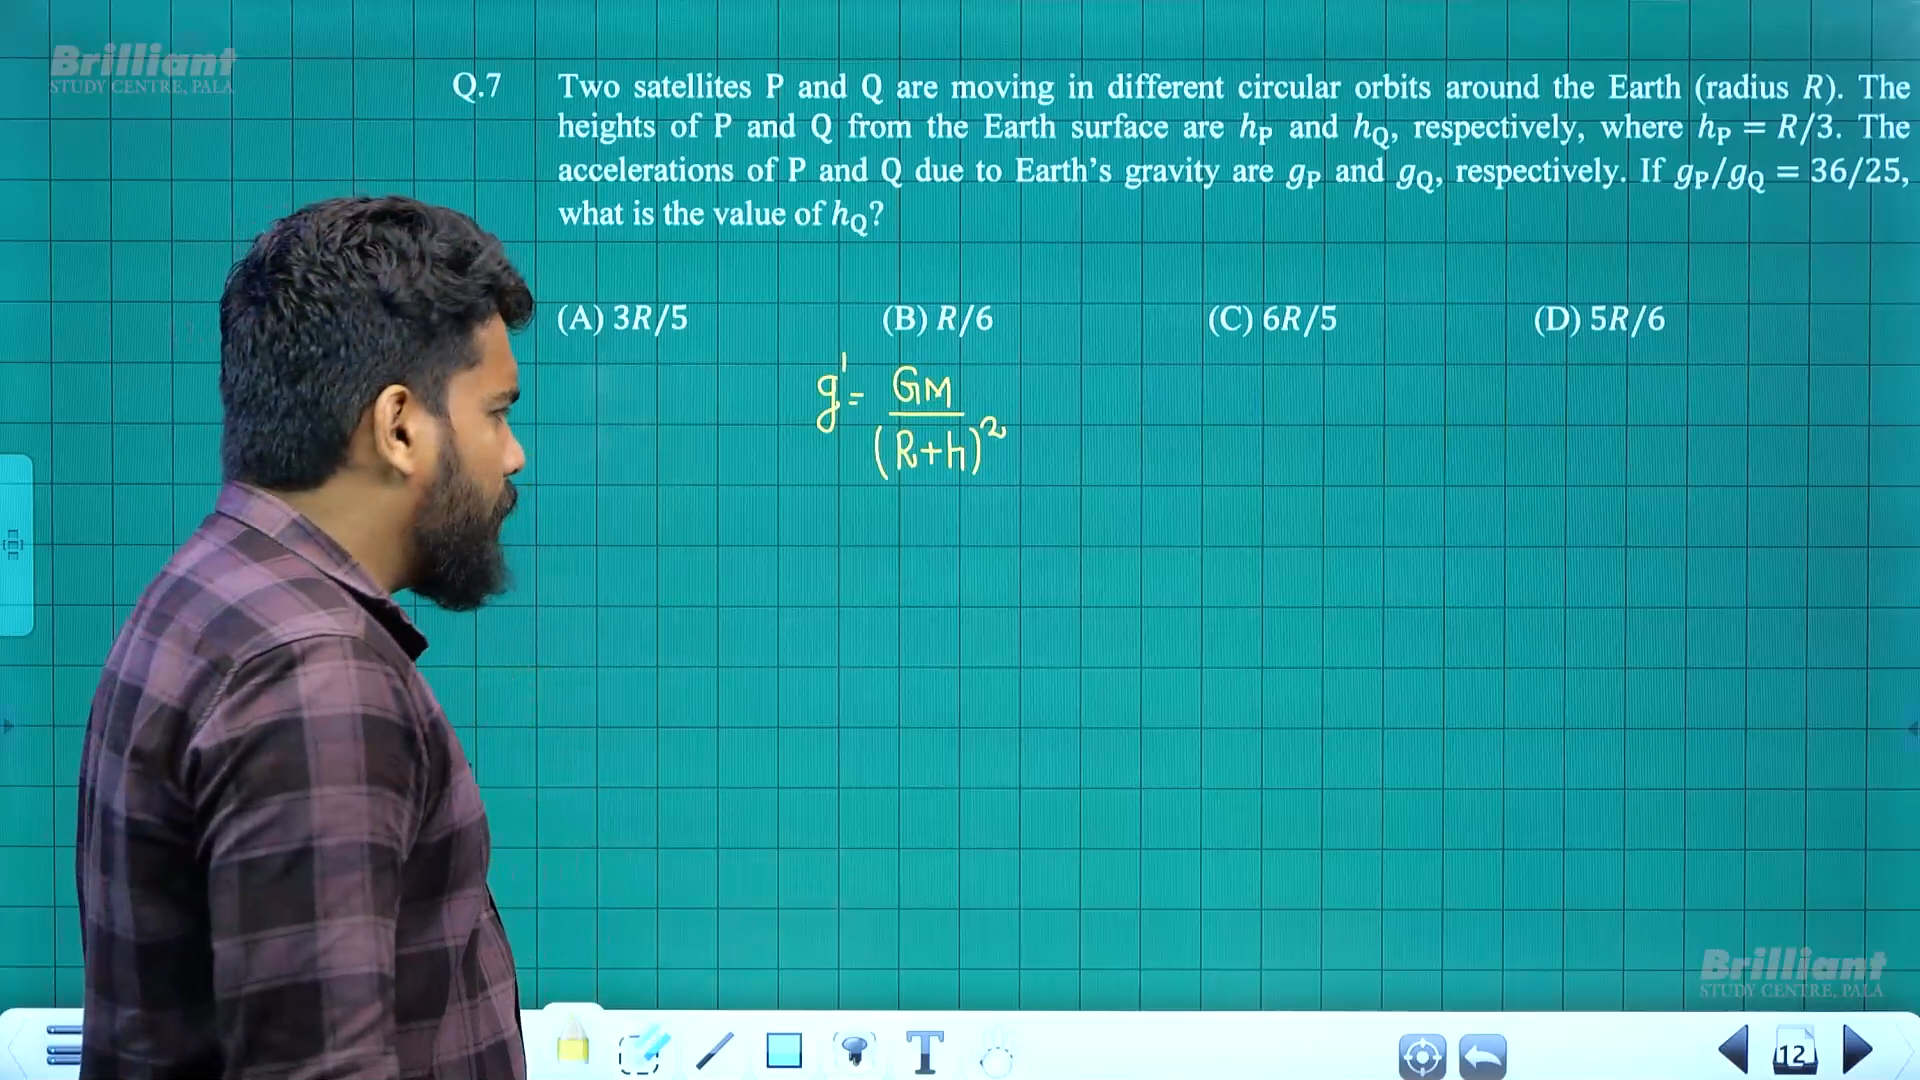 Brilliant
STUDY CENTRE, PALA
Q.7 Two satellites P and Q are moving in different circular orbits around the Earth (radius R). The
heights of P and Q from the Earth surface are hP and hQ, respectively, where hP = R/3. The
accelerations of P and Q due to Earth's gravity are gP and gQ, respectively. If gP/gQ = 36/25,
what is the value of hQ?
(A) 3R/5 (B) R/6 (C) 6R/5 (D) 5R/6
g' = GM
(R+h)²
Brilliant
STUDY CENTRE, PALA
T
12